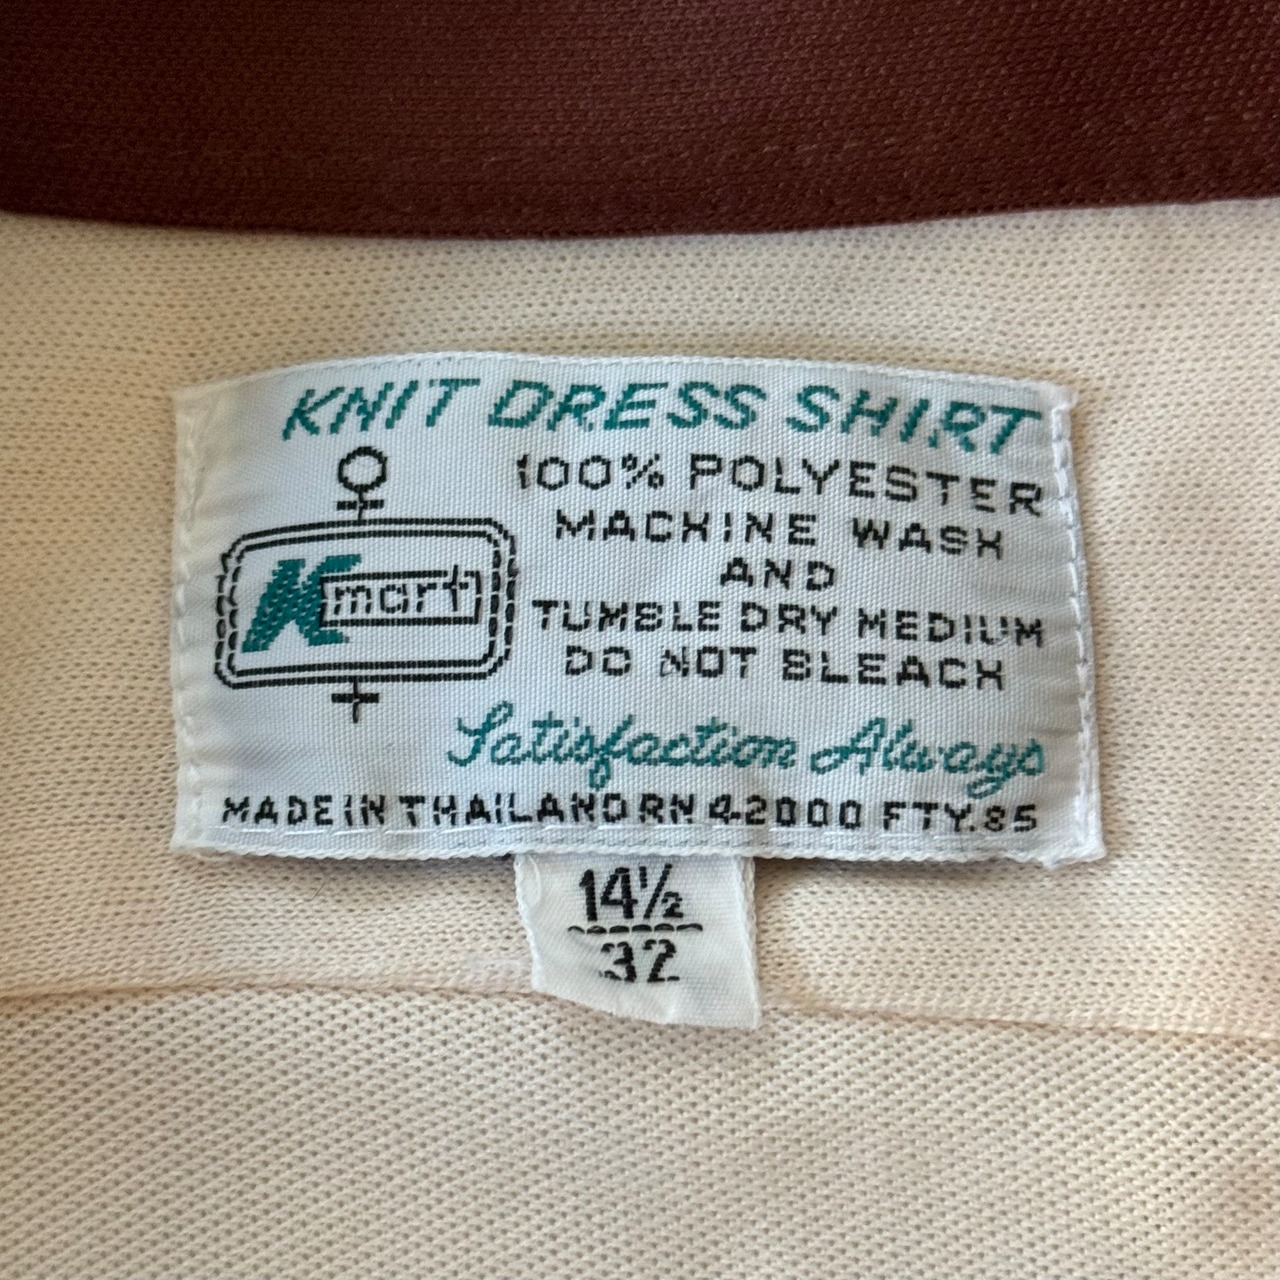 KNIT DRESS SHIRT
100% POLYESTER
MACHINE WASH
AND
TUMBLE DRY MEDIUM
DO NOT BLEACH
Kmart
Satisfaction Always
MADE IN THAILAND RN 42000 FTY.85
14½
32